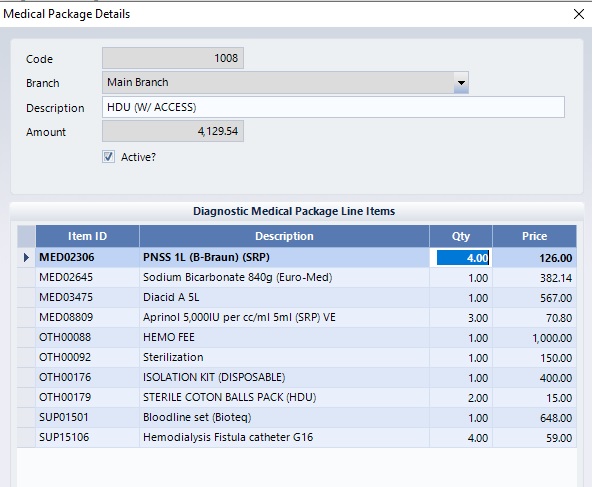 Medical Package Details
Code 1008
Branch Main Branch
Description HDU (W/ ACCESS)
Amount 4,129.54
Active?
Diagnostic Medical Package Line Items
Item ID Description Qty Price
MED02306 PNSS 1L (B-Braun) (SRP) 4.00 126.00
MED02645 Sodium Bicarbonate 840g (Euro-Med) 1.00 382.14
MED03475 Diacid A 5L 1.00 567.00
MED08809 Aprinol 5,000IU per cc/ml 5ml (SRP) VE 3.00 70.80
OTH00088 HEMO FEE 1.00 1,000.00
OTH00092 Sterilization 1.00 150.00
OTH00176 ISOLATION KIT (DISPOSABLE) 1.00 400.00
OTH00179 STERILE COTON BALLS PACK (HDU) 2.00 15.00
SUP01501 Bloodline set (Bioteq) 1.00 648.00
SUP15106 Hemodialysis Fistula catheter G16 4.00 59.00